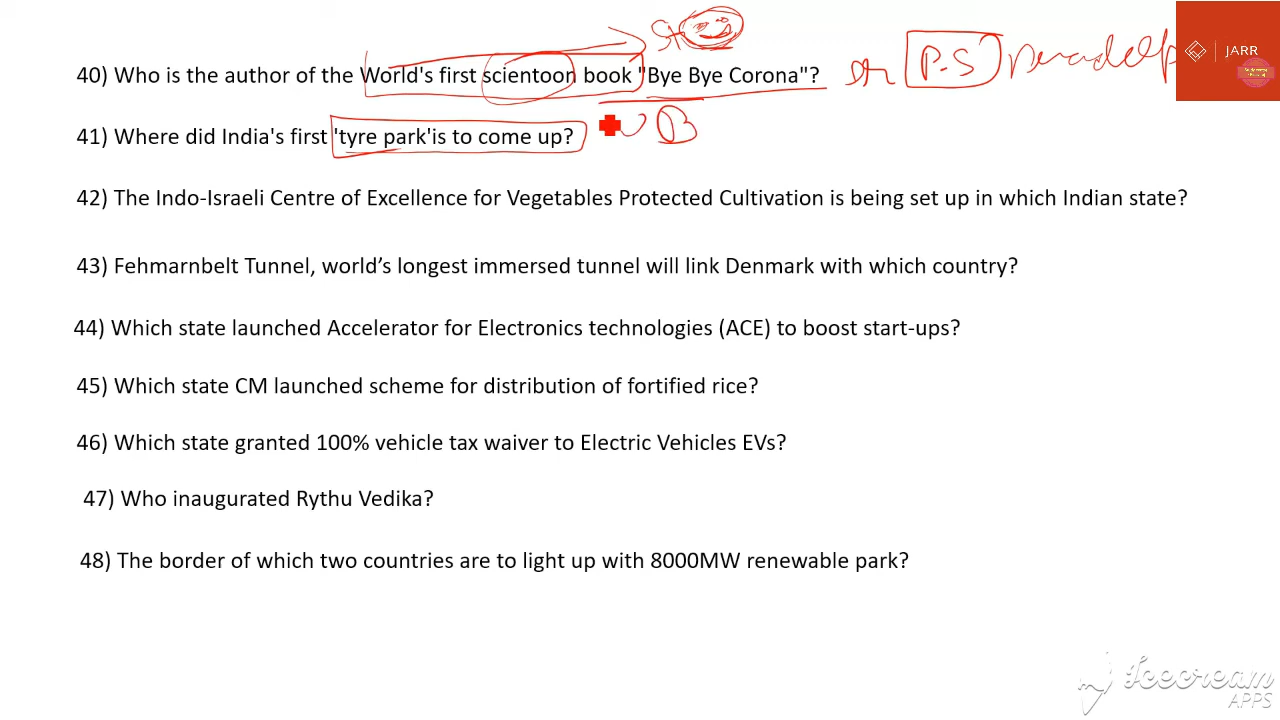 40) Who is the author of the World's first scientoon book "Bye Bye Corona"? P.S
JARR
41) Where did India's first 'tyre park'is to come up?
42) The Indo-Israeli Centre of Excellence for Vegetables Protected Cultivation is being set up in which Indian state?
43) Fehmarnbelt Tunnel, world's longest immersed tunnel will link Denmark with which country?
44) Which state launched Accelerator for Electronics technologies (ACE) to boost start-ups?
45) Which state CM launched scheme for distribution of fortified rice?
46) Which state granted 100% vehicle tax waiver to Electric Vehicles EVs?
47) Who inaugurated Rythu Vedika?
48) The border of which two countries are to light up with 8000MW renewable park?
Icecream
APPS